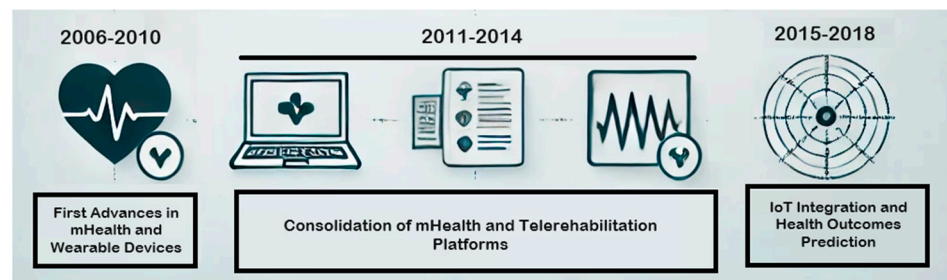 2006-2010
2011-2014
2015-2018
First Advances in
mHealth and
Wearable Devices
Consolidation of mHealth and Telerehabilitation
Platforms
IoT Integration and
Health Outcomes
Prediction